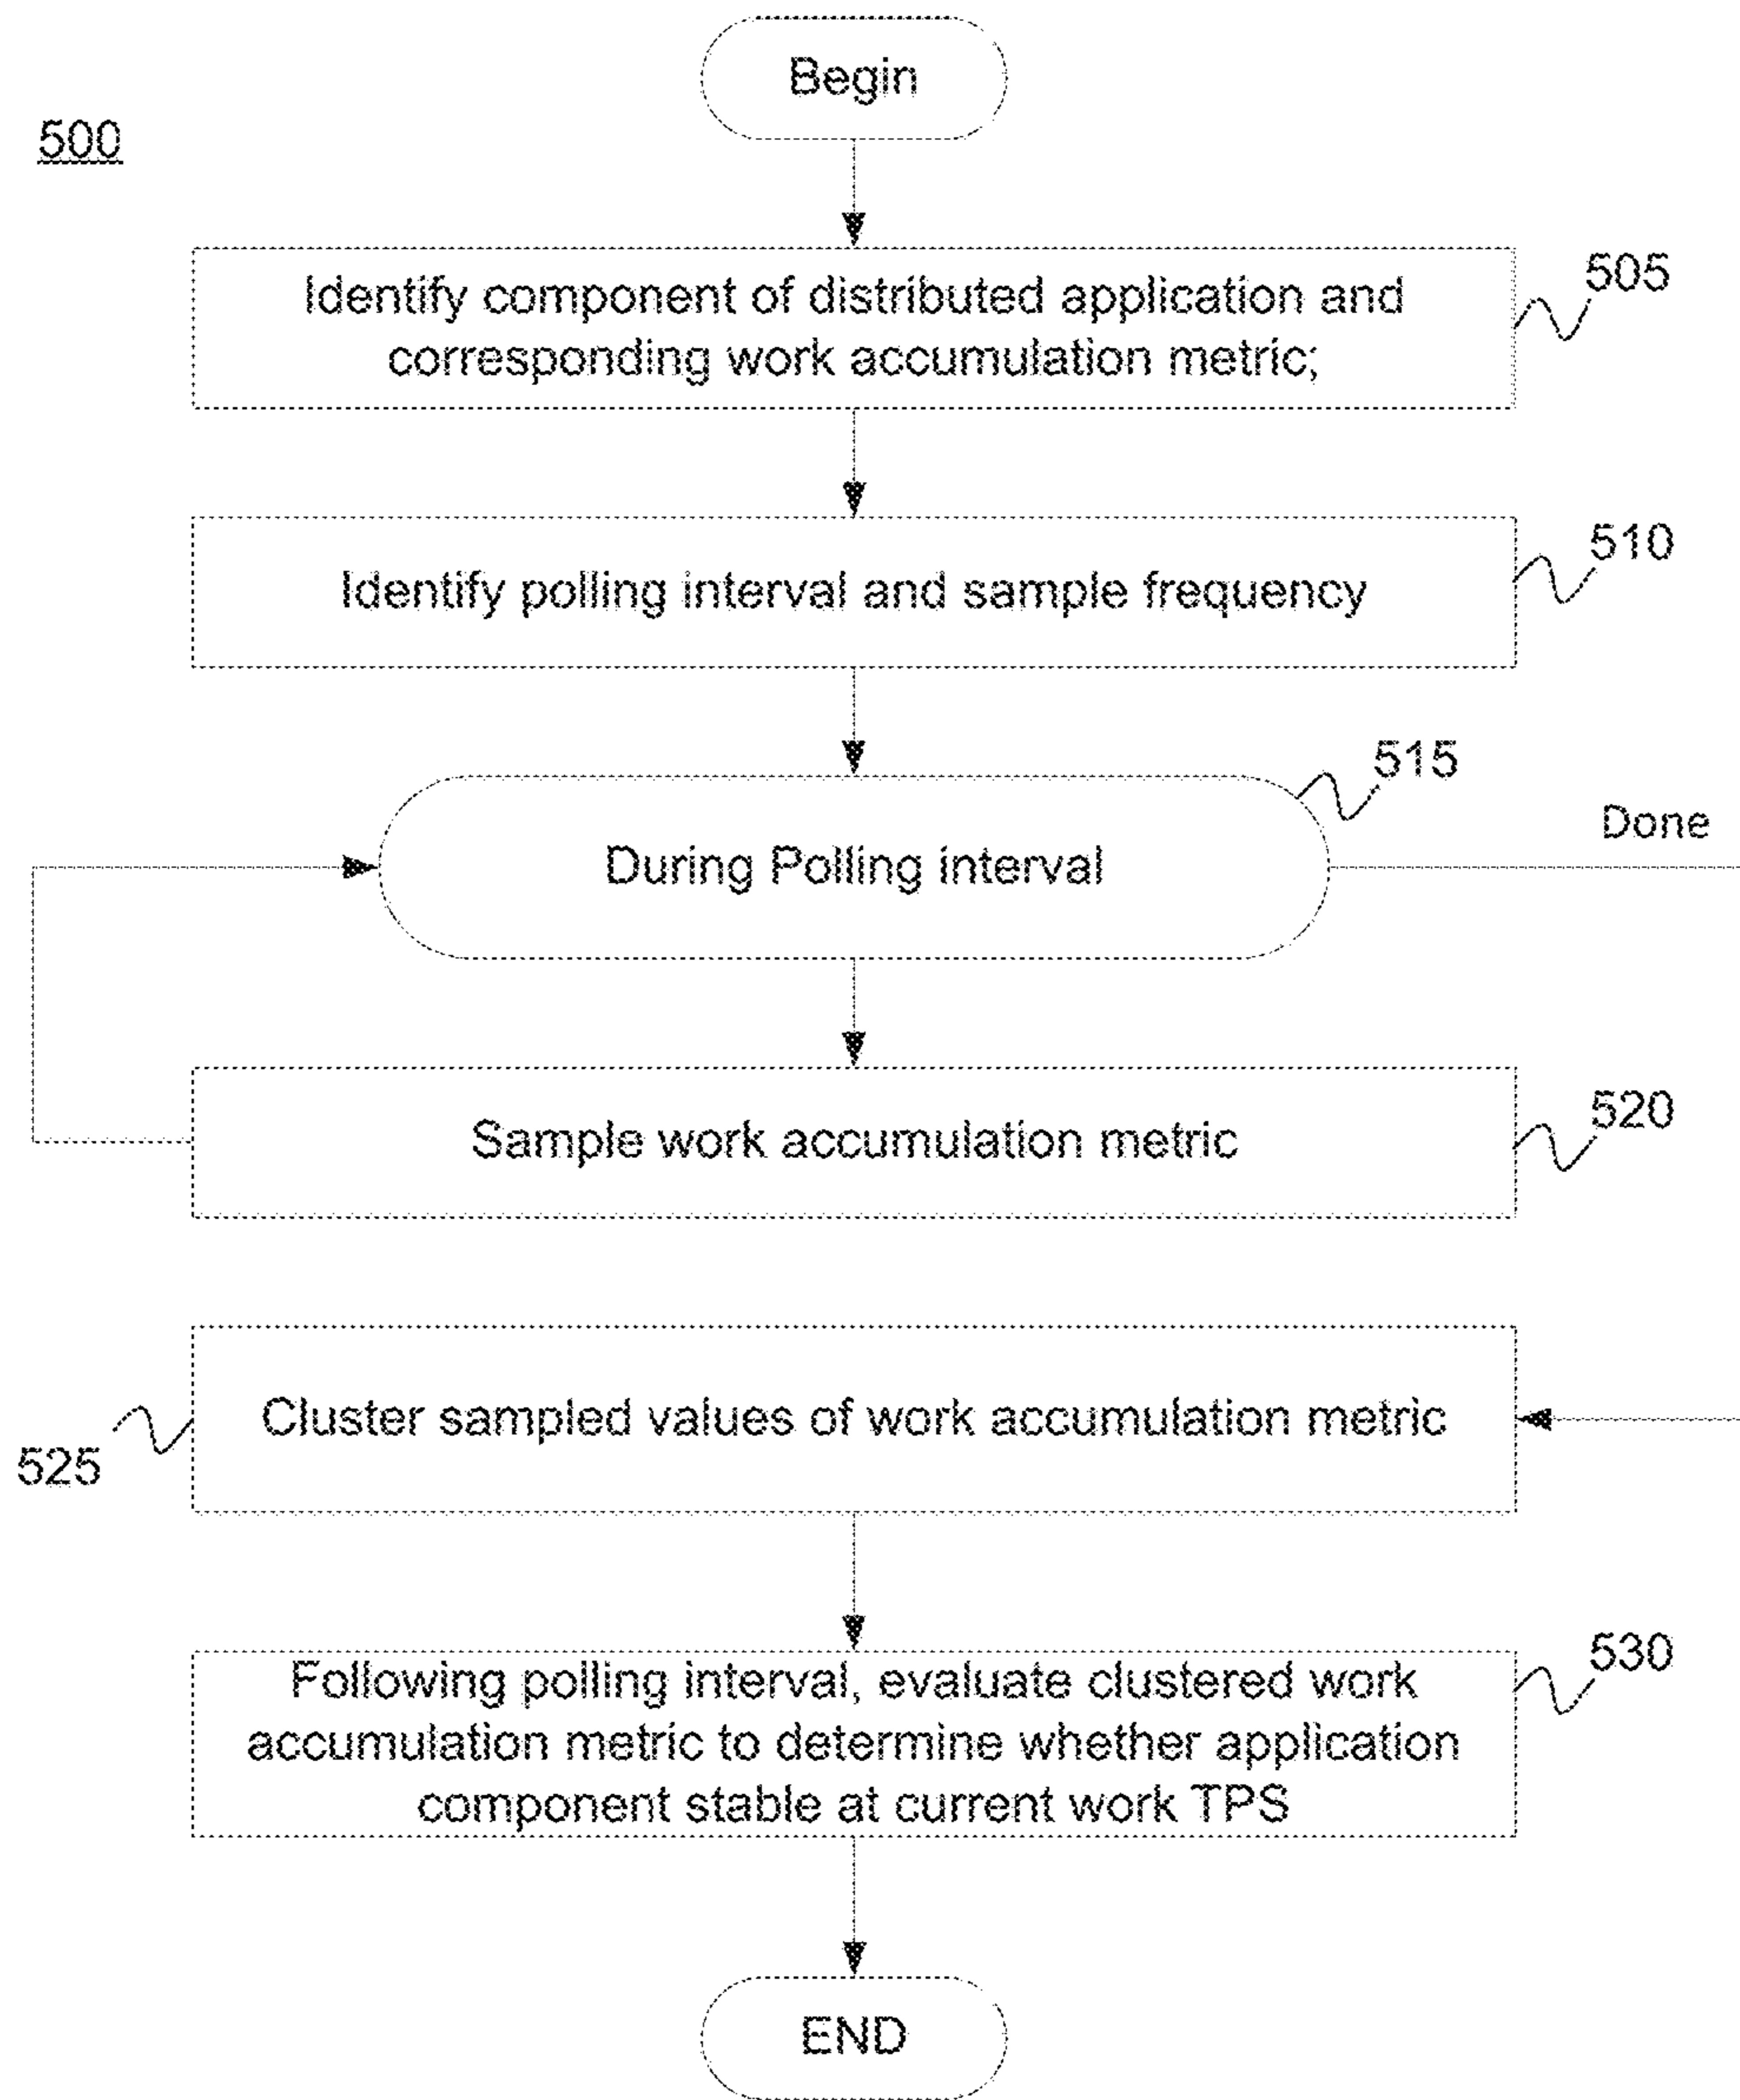 Begin
500
Identify component of distributed application and
corresponding work accumulation metric;
505
Identify polling interval and sample frequency
510
515
Done
During Polling interval
Sample work accumulation metric
520
Cluster sampled values of work accumulation metric
525
Following polling interval, evaluate clustered work
accumulation metric to determine whether application
component stable at current work TPS
530
END